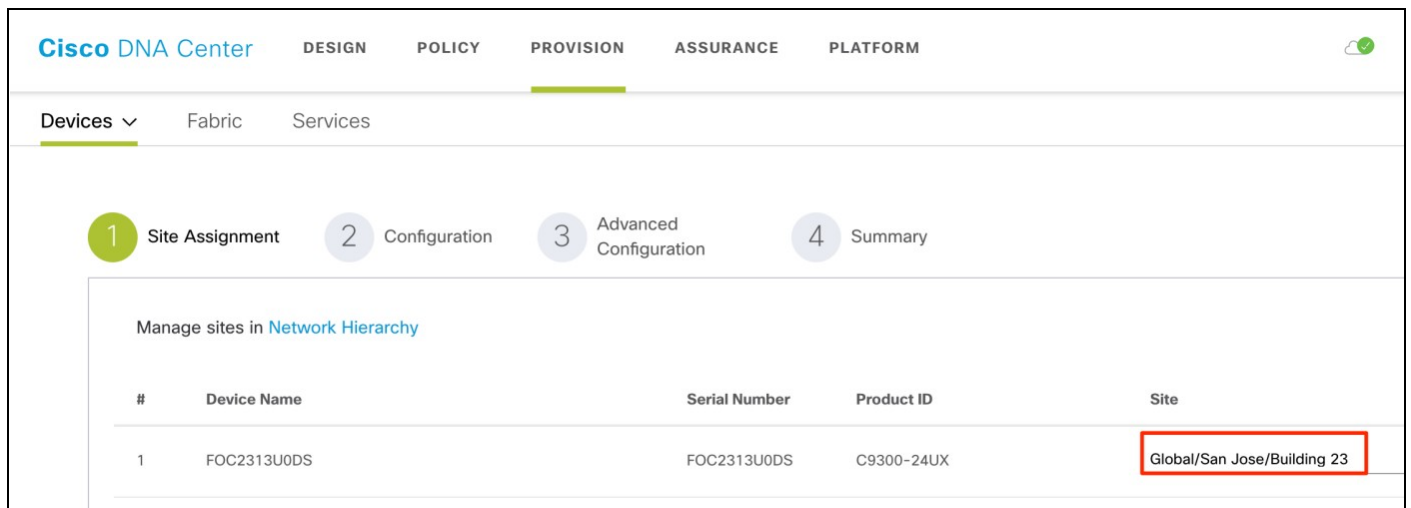 Cisco DNA Center DESIGN POLICY PROVISION ASSURANCE PLATFORM
Devices Fabric Services
1 Site Assignment 2 Configuration 3 Advanced Configuration 4 Summary
Manage sites in Network Hierarchy
# Device Name Serial Number Product ID Site
1 FOC2313U0DS FOC2313U0DS C9300-24UX Global/San Jose/Building 23